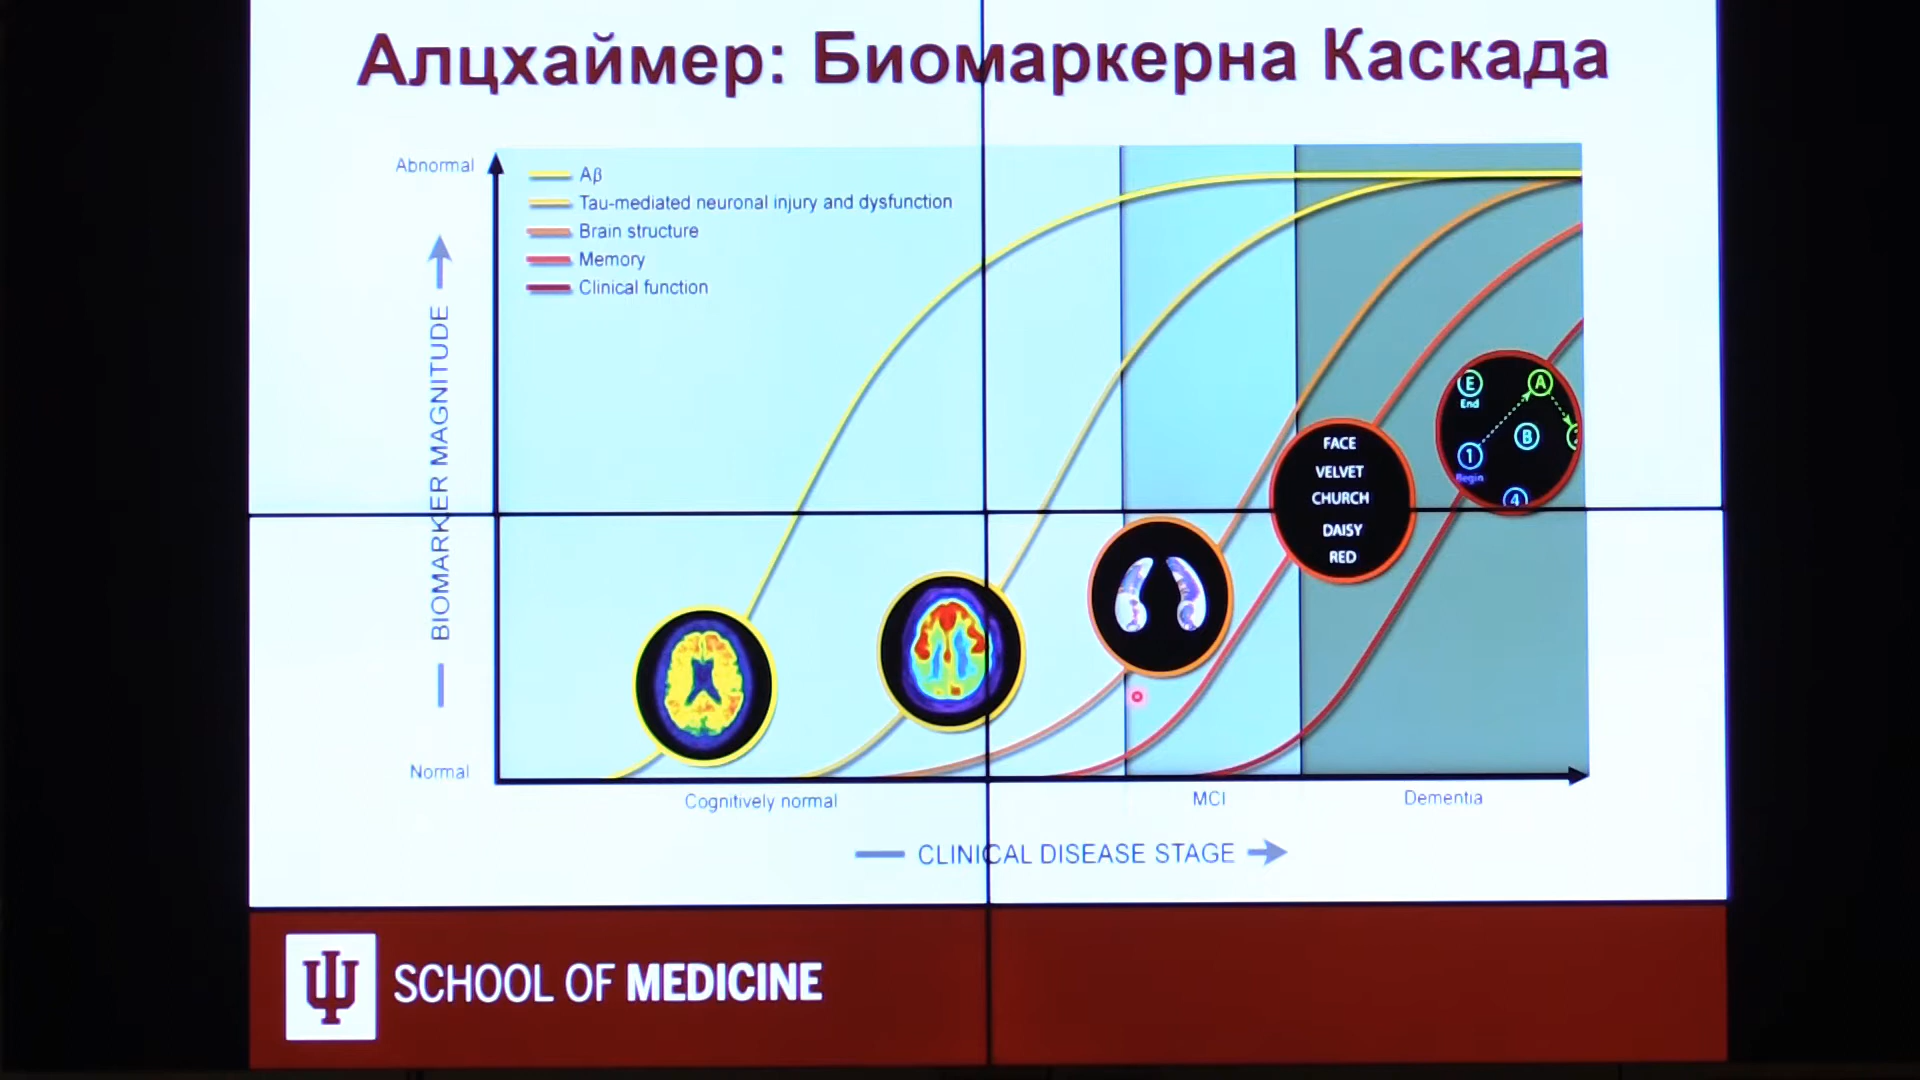 Алцхаймер: Биомаркерна Каскада
Abnormal
Aβ
Tau-mediated neuronal injury and dysfunction
Brain structure
Memory
Clinical function
BIOMARKER MAGNITUDE
E
End
A
B
1
Begin
4
FACE
VELVET
CHURCH
DAISY
RED
Normal
Cognitively normal
MCI
Dementia
CLINICAL DISEASE STAGE
SCHOOL OF MEDICINE